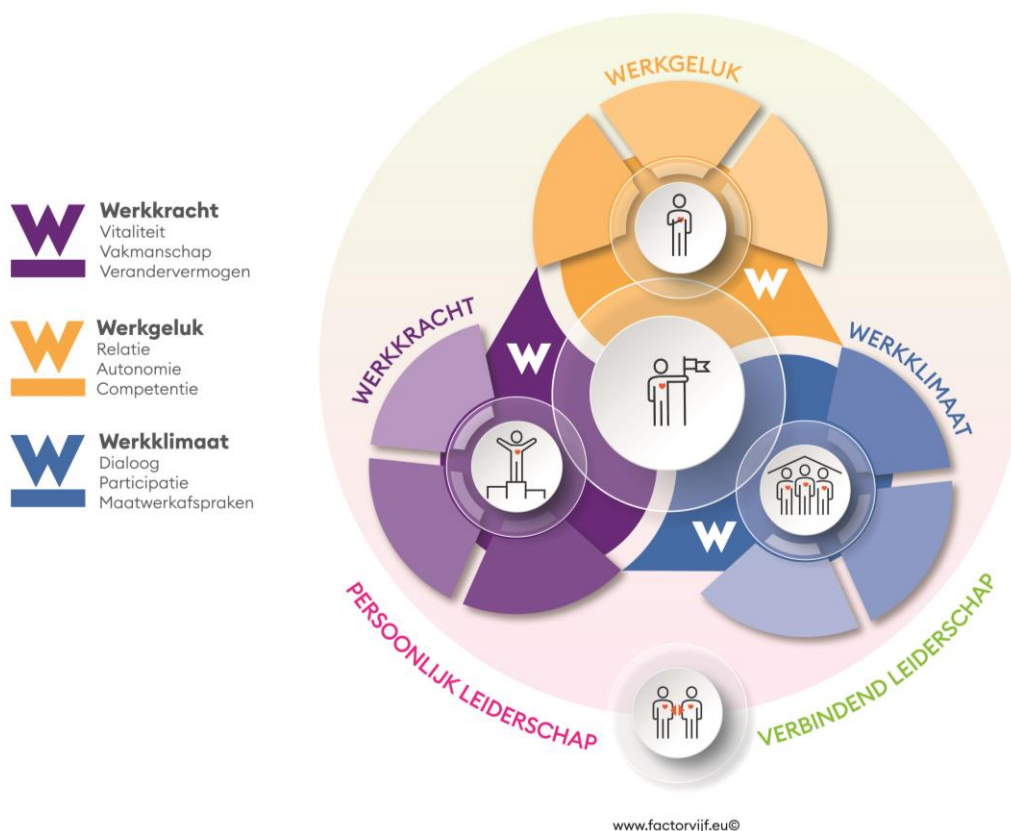 WERKGELUK
W
Werkkracht
Vitaliteit
Vakmanschap
Verandervermogen
W
Werkgeluk
Relatie
Autonomie
Competentie
W
Werkklimaat
Dialoog
Participatie
Maatwerkafspraken
WERKKRACHT
WERKKLIMAAT
W
W
W
PERSOONLIJK LEIDERSCHAP
VERBINDEND LEIDERSCHAP
www.factorvijf.eu©